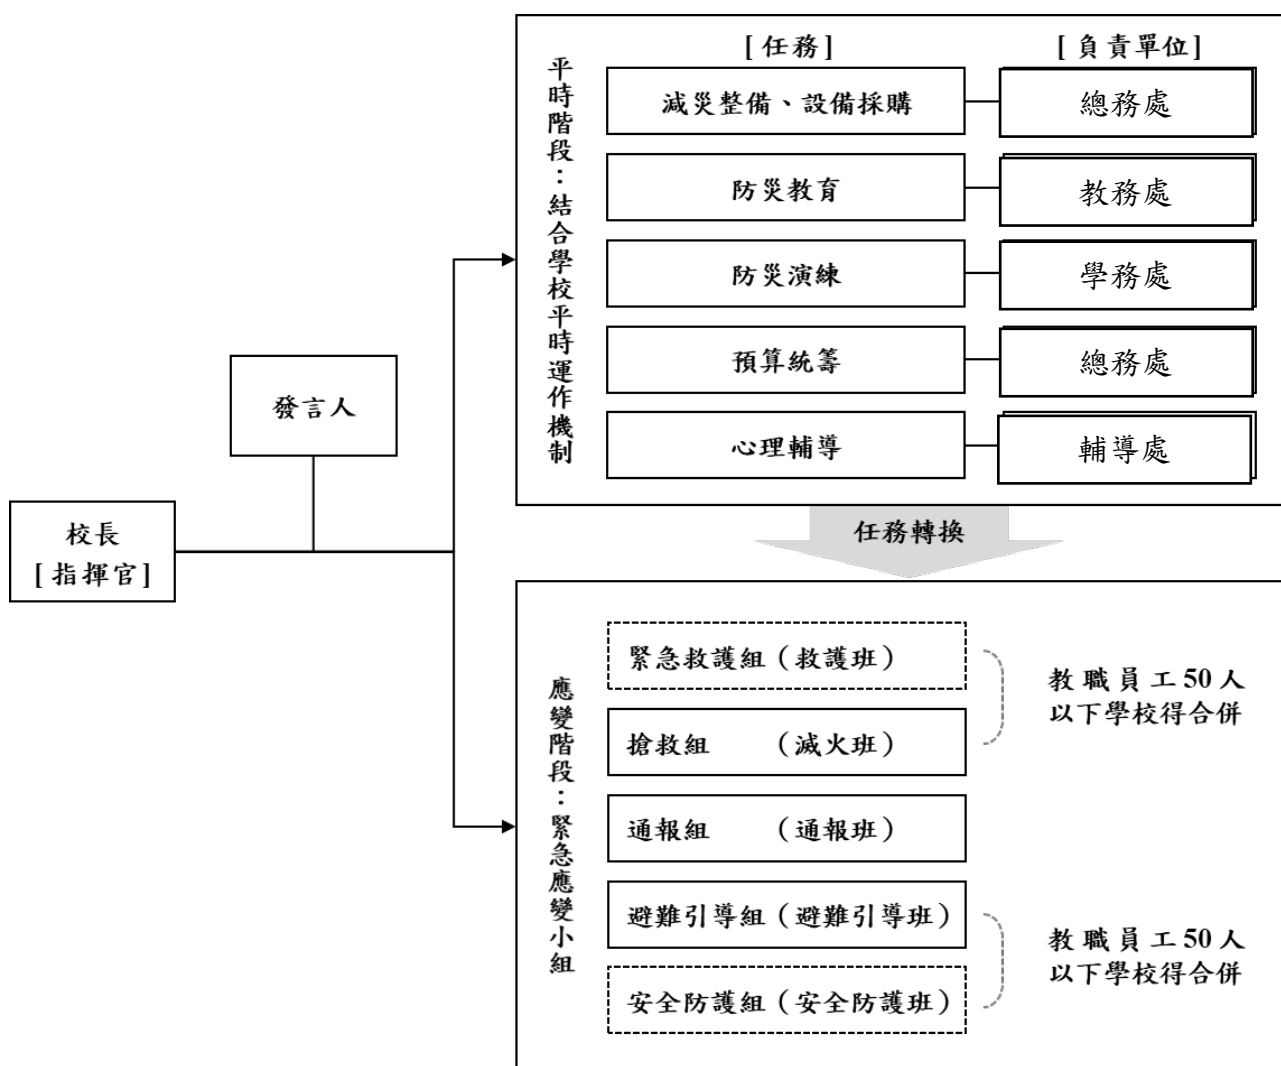 [任務]
[負責單位]
平時階段：結合學校平時運作機制
減災整備、設備採購
總務處
防災教育
教務處
防災演練
學務處
預算統籌
總務處
心理輔導
輔導處
發言人
校長
[指揮官]
任務轉換
應變階段：緊急應變小組
緊急救護組（救護班）
搶救組　　（滅火班）
教職員工50人
以下學校得合併
通報組　　（通報班）
避難引導組（避難引導班）
安全防護組（安全防護班）
教職員工50人
以下學校得合併